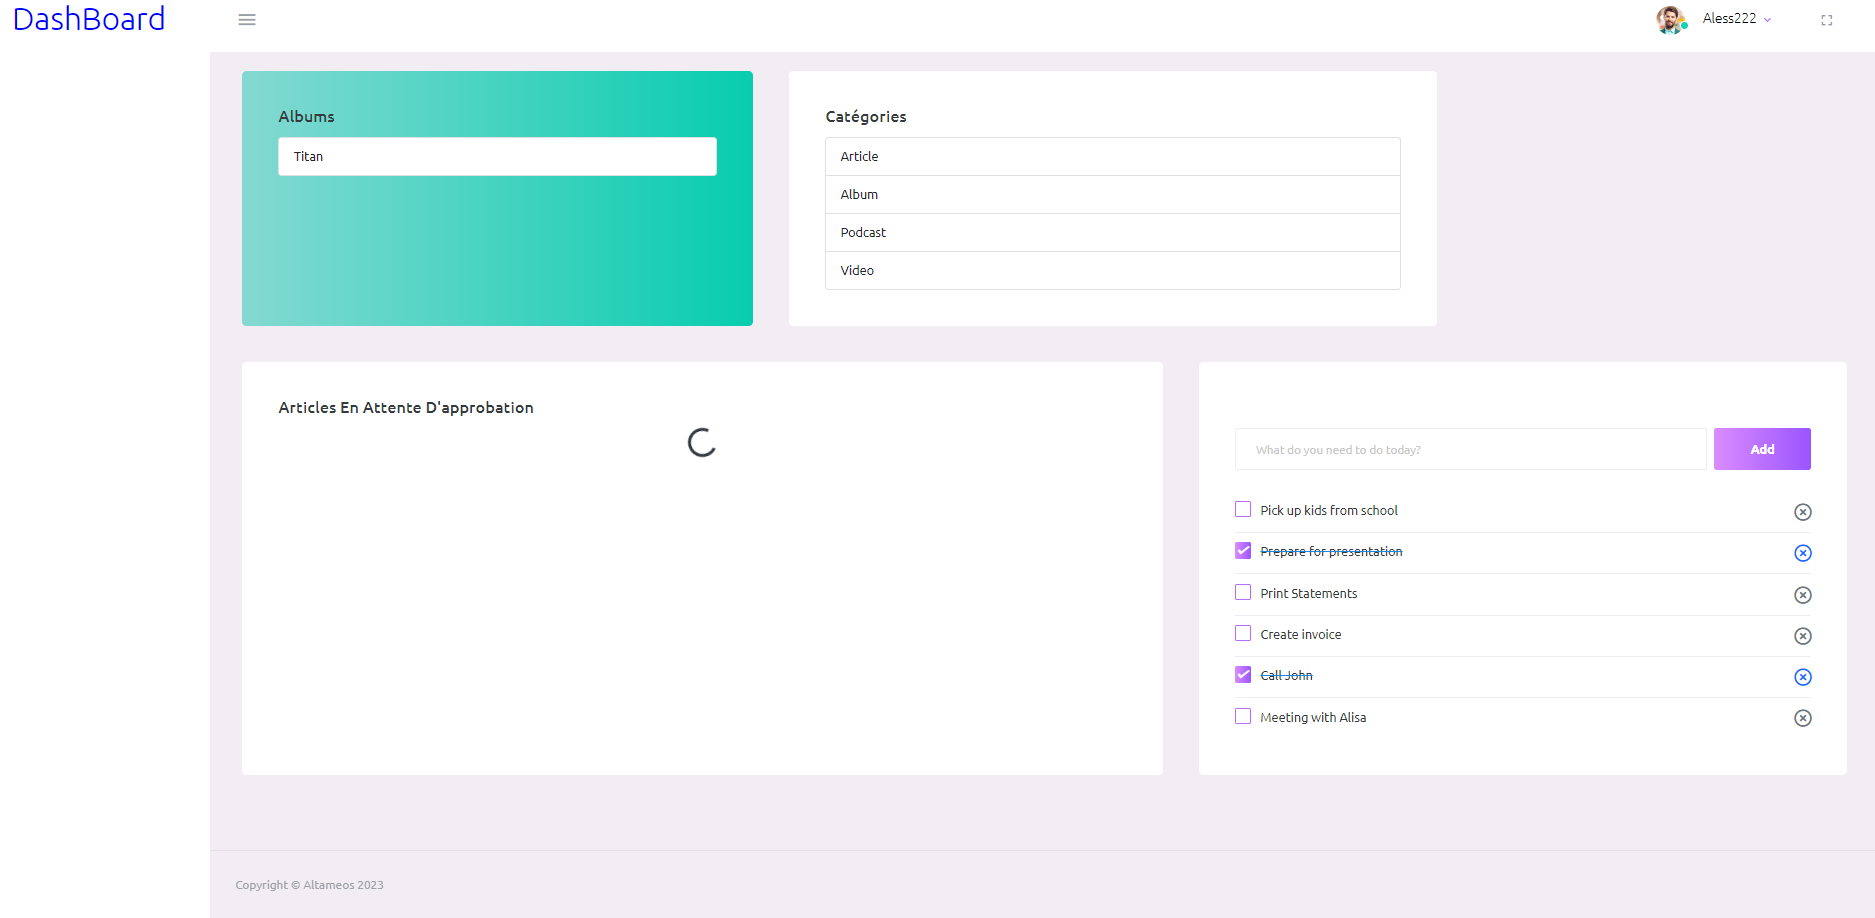 DashBoard
Aless222
Albums
Titan
Catégories
Article
Album
Podcast
Video
Articles En Attente D'approbation
What do you need to do today?
Add
Pick up kids from school
Prepare for presentation
Print Statements
Create invoice
Call John
Meeting with Alisa
Copyright © Altameos 2023